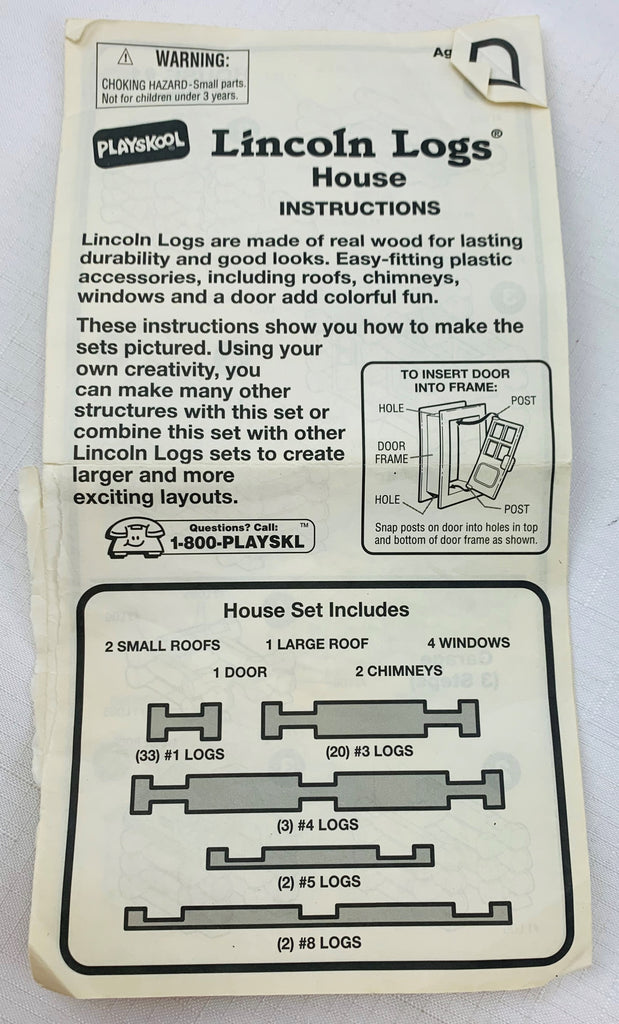 ⚠ WARNING:
CHOKING HAZARD-Small parts.
Not for children under 3 years.
PLAYSKOOL
Lincoln Logs®
House
INSTRUCTIONS
Lincoln Logs are made of real wood for lasting
durability and good looks. Easy-fitting plastic
accessories, including roofs, chimneys,
windows and a door add colorful fun.
These instructions show you how to make the
sets pictured. Using your
own creativity, you
can make many other
structures with this set or
combine this set with other
Lincoln Logs sets to create
larger and more
exciting layouts.
Questions? Call: ™
1-800-PLAYSKL
TO INSERT DOOR
INTO FRAME:
HOLE
POST
DOOR
FRAME
HOLE
POST
Snap posts on door into holes in top
and bottom of door frame as shown.
House Set Includes
2 SMALL ROOFS 1 LARGE ROOF 4 WINDOWS
1 DOOR 2 CHIMNEYS
(33) #1 LOGS (20) #3 LOGS
(3) #4 LOGS
(2) #5 LOGS
(2) #8 LOGS